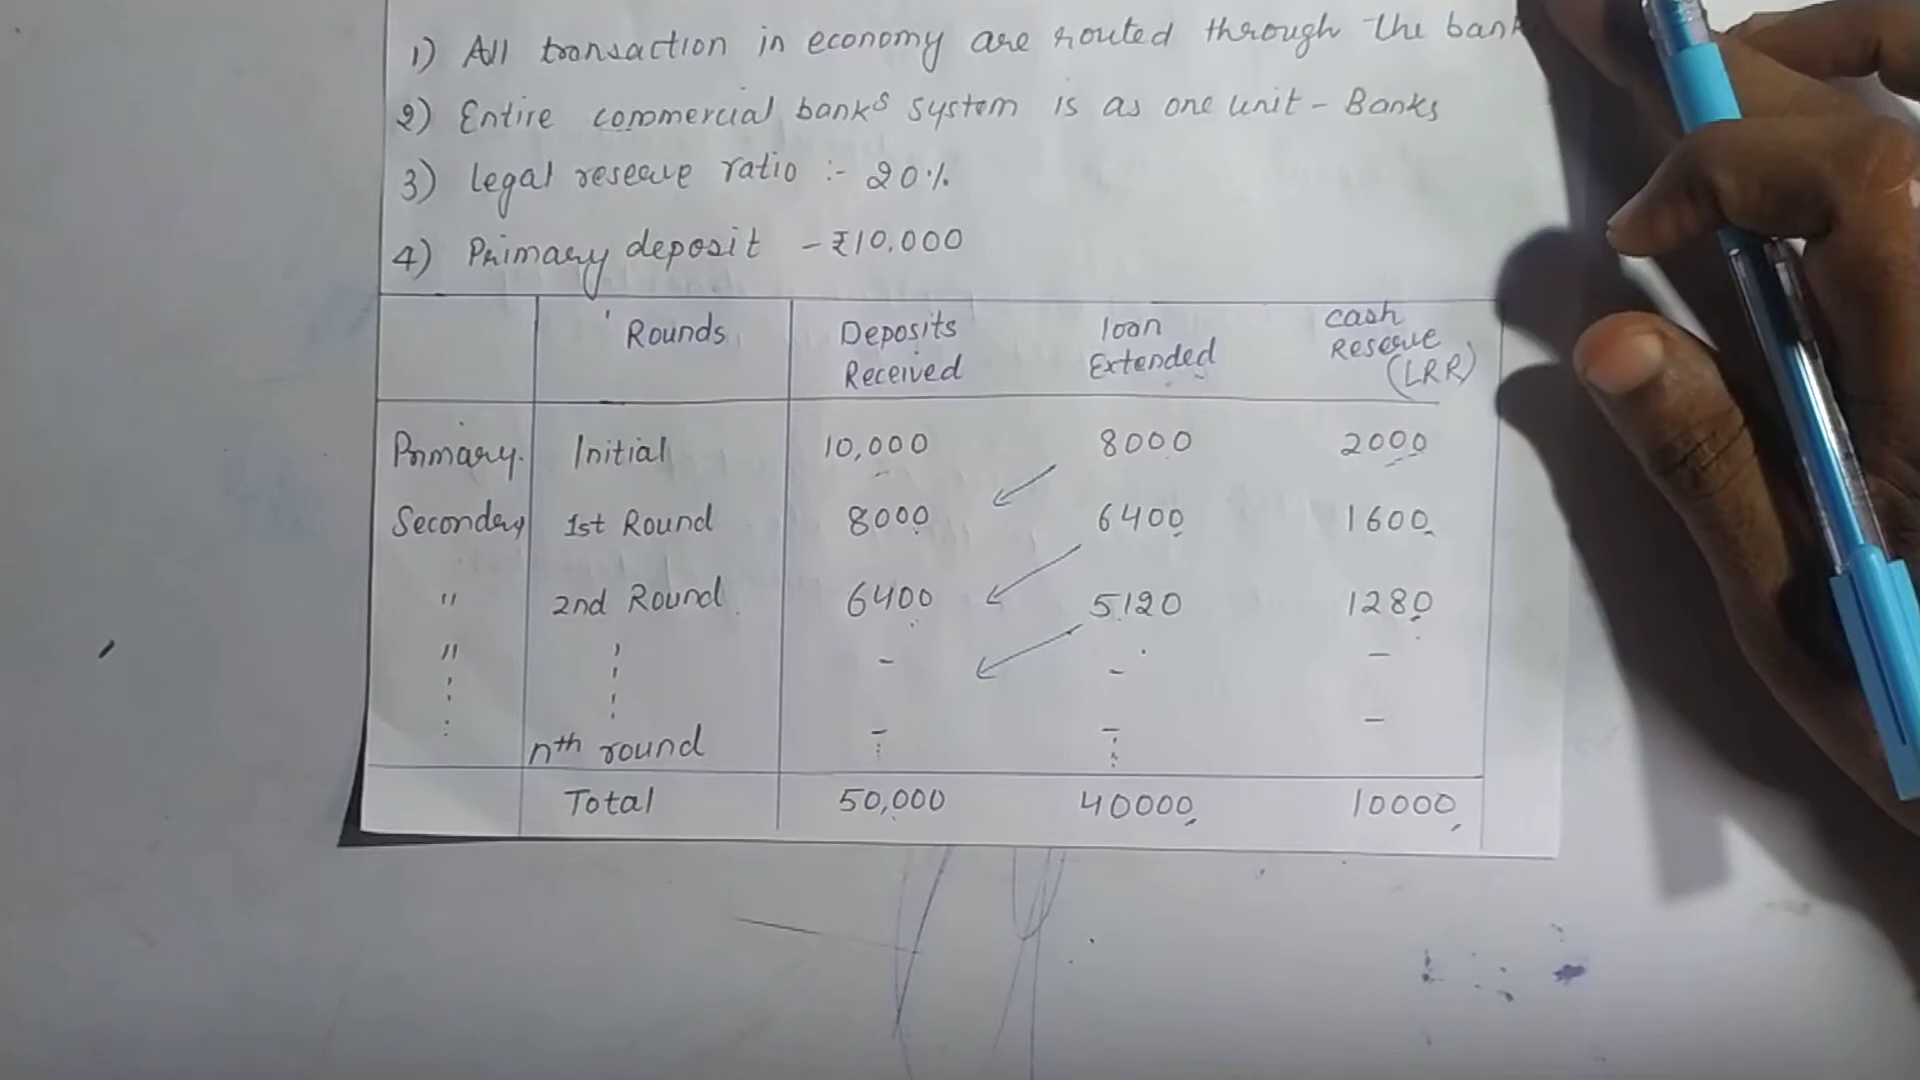 1) All transaction in economy are routed through the bank
2) Entire commercial banks system is as one unit - Banks
3) legal reserve ratio :- 20%
4) Primary deposit - ₹10,000
Rounds Deposits Received loan Extended cash Reserve (LRR)
Primary. Initial 10,000 8000 2000
Secondary 1st Round 8000 6400 1600
" 2nd Round 6400 5120 1280
" - - -
nth round - - -
Total 50,000 40000 10000